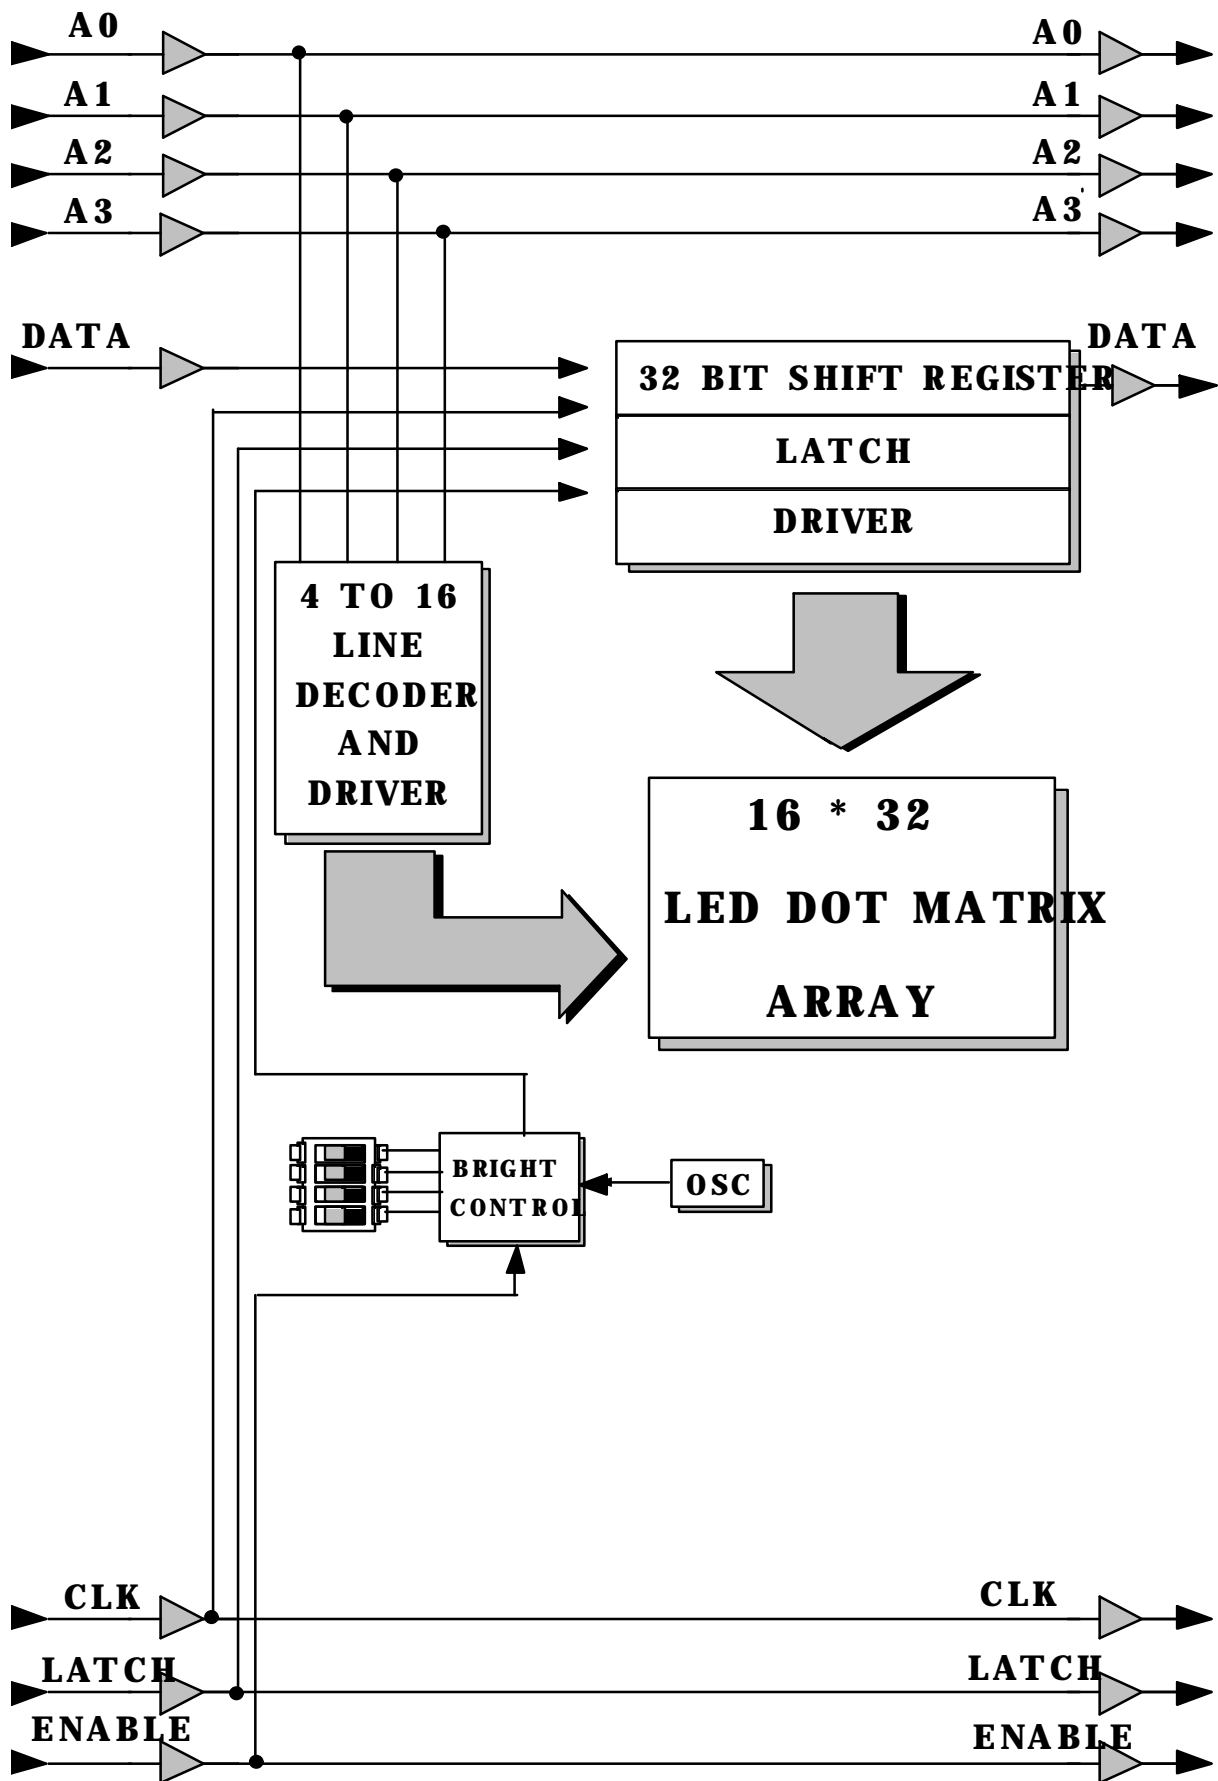 A0 A0
A1 A1
A2 A2
A3 A3
DATA DATA
32 BIT SHIFT REGISTER
LATCH
DRIVER
4 TO 16
LINE
DECODER
AND
DRIVER
16 * 32
LED DOT MATRIX
ARRAY
BRIGHT
CONTROL
OSC
CLK CLK
LATCH LATCH
ENABLE ENABLE